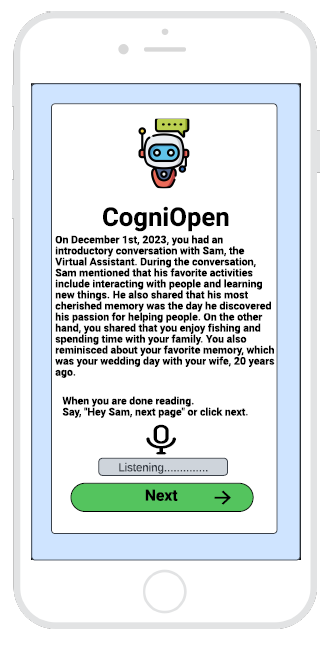 CogniOpen
On December 1st, 2023, you had an
introductory conversation with Sam, the
Virtual Assistant. During the conversation,
Sam mentioned that his favorite activities
include interacting with people and learning
new things. He also shared that his most
cherished memory was the day he discovered
his passion for helping people. On the other
hand, you shared that you enjoy fishing and
spending time with your family. You also
reminisced about your favorite memory, which
was your wedding day with your wife, 20 years
ago.
When you are done reading.
Say, "Hey Sam, next page" or click next.
Listening..............
Next